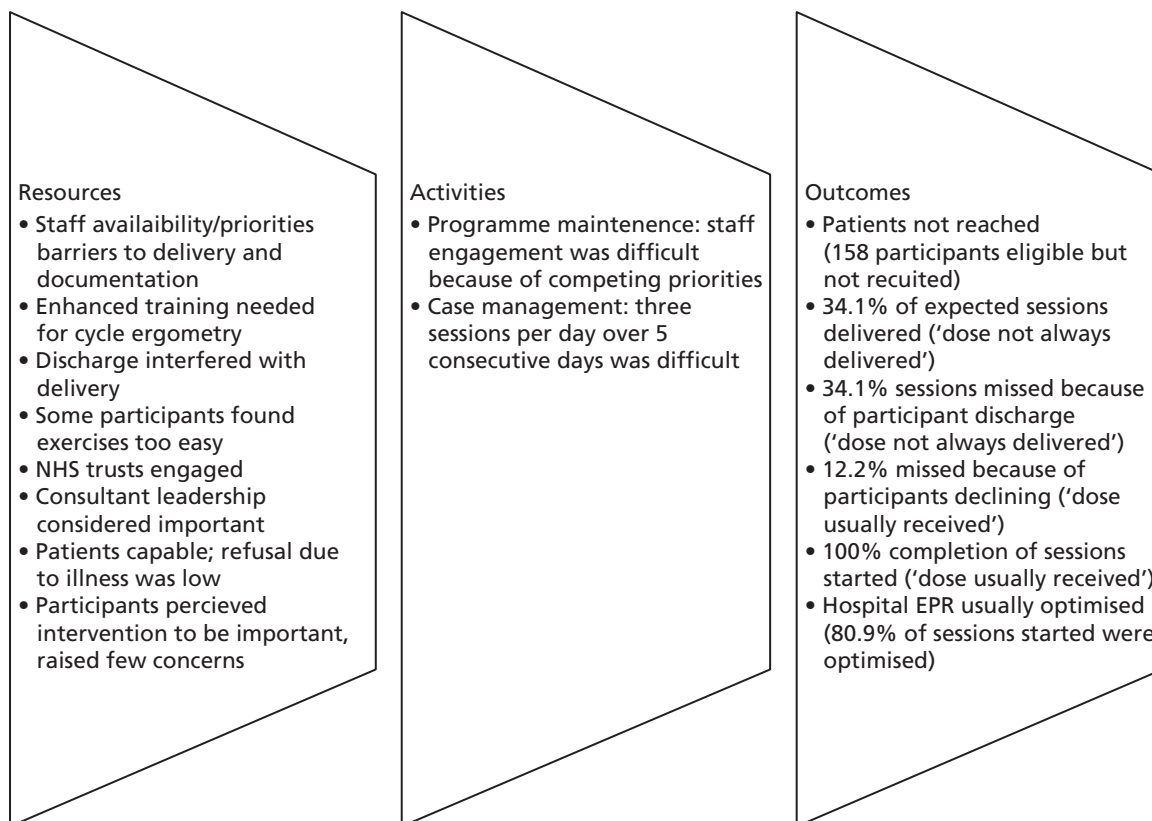 Resources
• Staff availaibility/priorities
barriers to delivery and
documentation
• Enhanced training needed
for cycle ergometry
• Discharge interfered with
delivery
• Some participants found
exercises too easy
• NHS trusts engaged
• Consultant leadership
considered important
• Patients capable; refusal due
to illness was low
• Participants percieved
intervention to be important,
raised few concerns
Activities
• Programme maintenence: staff
engagement was difficult
because of competing priorities
• Case management: three
sessions per day over 5
consecutive days was difficult
Outcomes
• Patients not reached
(158 participants eligible but
not recuited)
• 34.1% of expected sessions
delivered (‘dose not always
delivered’)
• 34.1% sessions missed because
of participant discharge
(‘dose not always delivered’)
• 12.2% missed because of
participants declining (‘dose
usually received’)
• 100% completion of sessions
started (‘dose usually received’)
• Hospital EPR usually optimised
(80.9% of sessions started were
optimised)